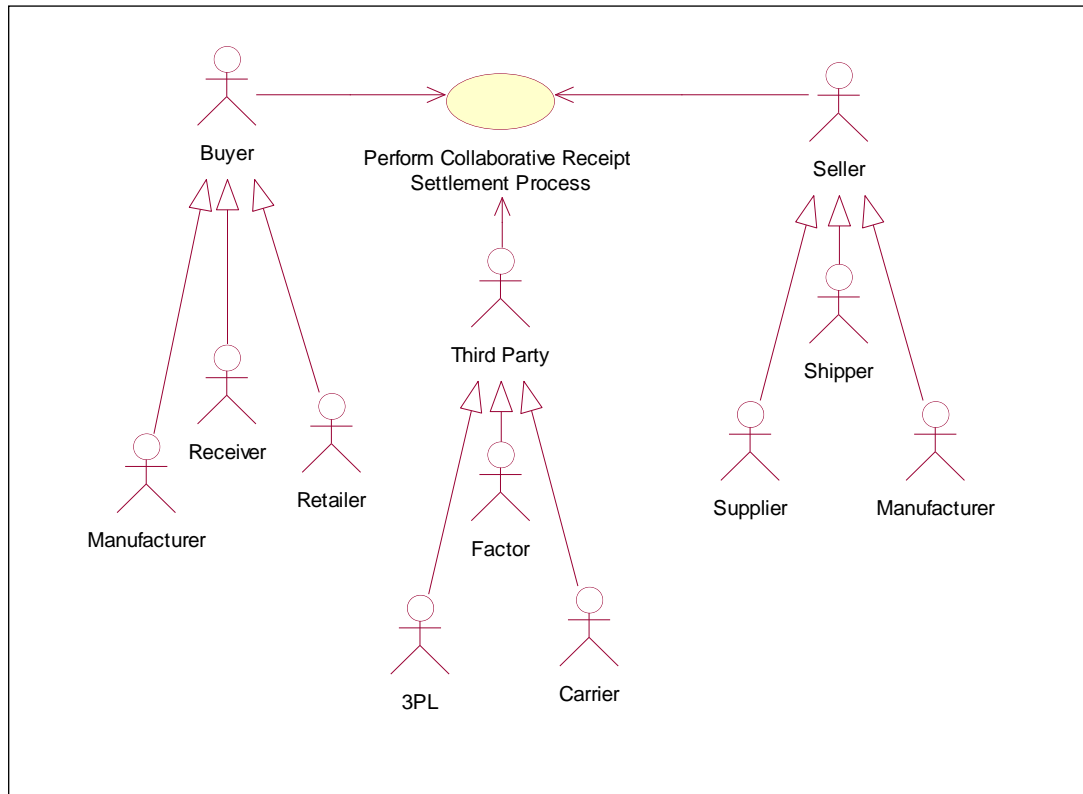 Buyer
Perform Collaborative Receipt
Settlement Process
Seller
Third Party
Shipper
Receiver
Retailer
Supplier
Manufacturer
Manufacturer
Factor
3PL
Carrier